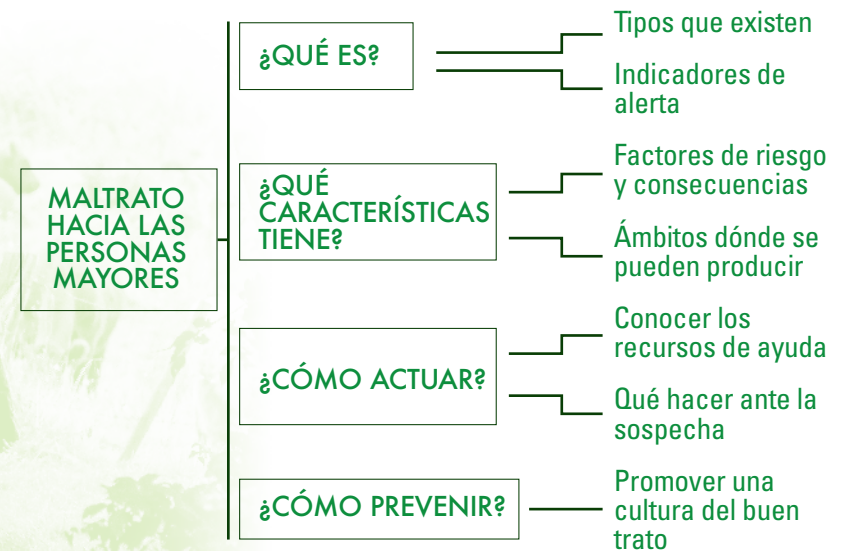 MALTRATO
HACIA LAS
PERSONAS
MAYORES
¿QUÉ ES?
Tipos que existen
Indicadores de
alerta
¿QUÉ
CARACTERÍSTICAS
TIENE?
Factores de riesgo
y consecuencias
Ámbitos dónde se
pueden producir
¿CÓMO ACTUAR?
Conocer los
recursos de ayuda
Qué hacer ante la
sospecha
¿CÓMO PREVENIR?
Promover una
cultura del buen
trato